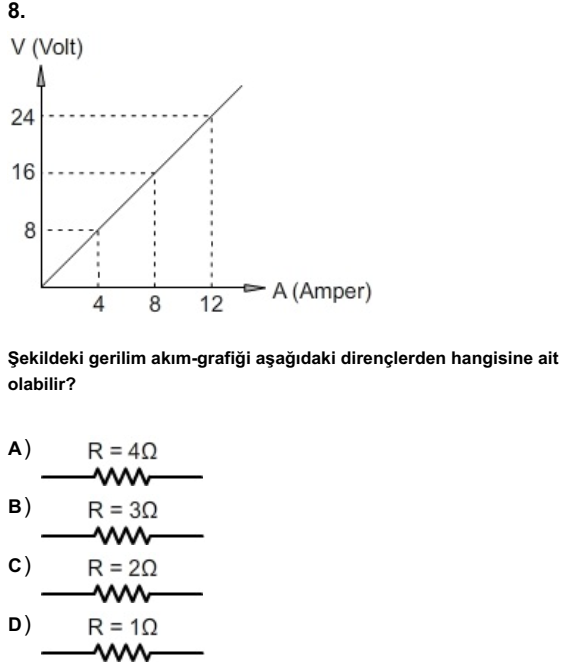 8.
V (Volt)
24
16
8
4 8 12
A (Amper)
Şekildeki gerilim akım-grafiği aşağıdaki dirençlerden hangisine ait
olabilir?
A) R = 4Ω
B) R = 3Ω
C) R = 2Ω
D) R = 1Ω